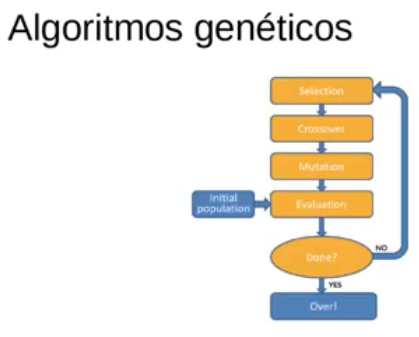 Algoritmos genéticos
Selection
Crossover
Mutation
Initial
population
Evaluation
Done?
NO
YES
Over!